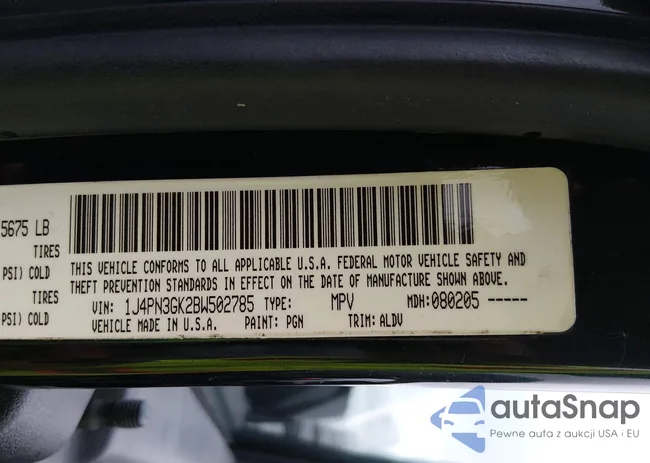 5675 LB
TIRES
PSI) COLD
TIRES
PSI) COLD
THIS VEHICLE CONFORMS TO ALL APPLICABLE U.S.A. FEDERAL MOTOR VEHICLE SAFETY AND
THEFT PREVENTION STANDARDS IN EFFECT ON THE DATE OF MANUFACTURE SHOWN ABOVE.
VIN: 1J4PN3GK2BW502785 TYPE: MPV MDH:080205 -----
VEHICLE MADE IN U.S.A. PAINT: PGN TRIM: ALDV
autaSnap
Pewne auta z aukcji USA i EU